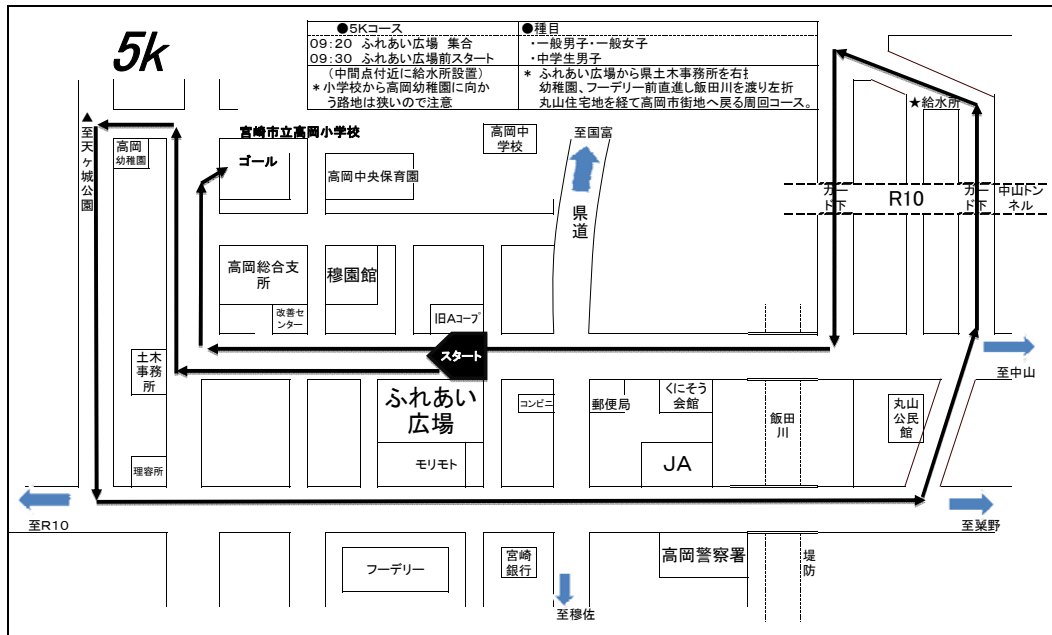 5k
●5Kコース
09:20 ふれあい広場 集合
09:30 ふれあい広場前スタート
(中間点付近に給水所設置)
*小学校から高岡幼稚園に向か
う路地は狭いので注意
●種目
・一般男子・一般女子
・中学生男子
* ふれあい広場から県土木事務所を右折
幼稚園、フーデリー前直進し飯田川を渡り左折
丸山住宅地を経て高岡市街地へ戻る周回コース。
▲
至天ヶ城公園
高岡
幼稚園
宮崎市立高岡小学校
ゴール
高岡中央保育園
高岡中
学校
至国富
県道
★給水所
ガード下
R10
ガード下
中山トン
ネル
高岡総合支
所
改善セ
ンター
穆園館
旧Aコープ
スタート
至中山
土木
事務
所
ふれあい
広場
コンビニ
郵便局
くにそう
会館
飯田
川
丸山
公民
館
理容所
モリモト
JA
至R10
至粟野
フーデリー
宮崎
銀行
高岡警察署
堤
防
至穆佐